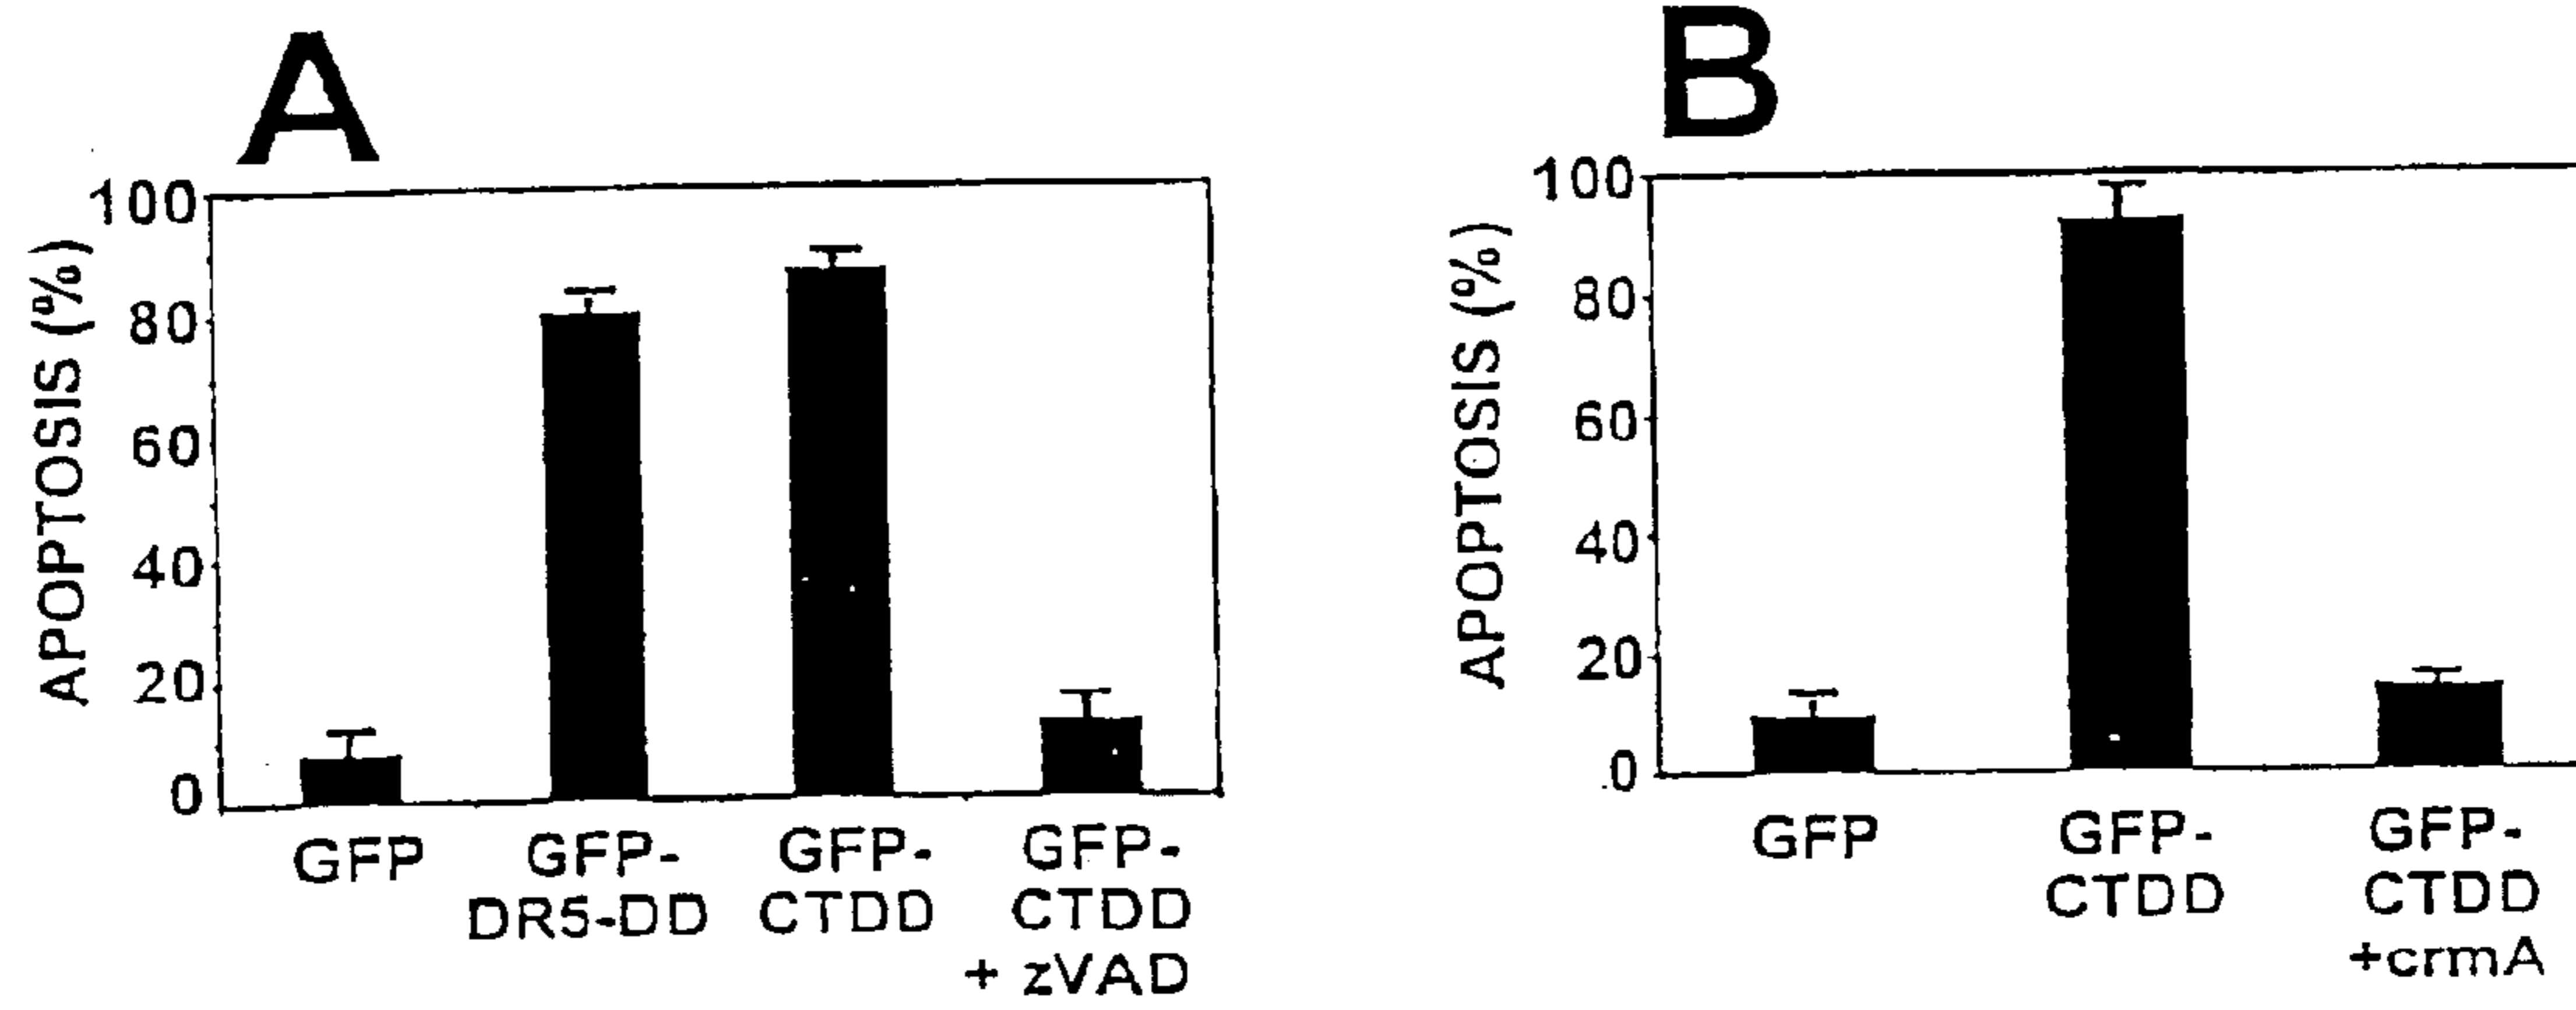 A
100
80
60
40
20
0
APOPTOSIS (%)
GFP
GFP-
DR5-DD
GFP-
CTDD
GFP-
CTDD
+ zVAD
B
100
80
60
40
20
0
APOPTOSIS (%)
GFP
GFP-
CTDD
GFP-
CTDD
+crmA